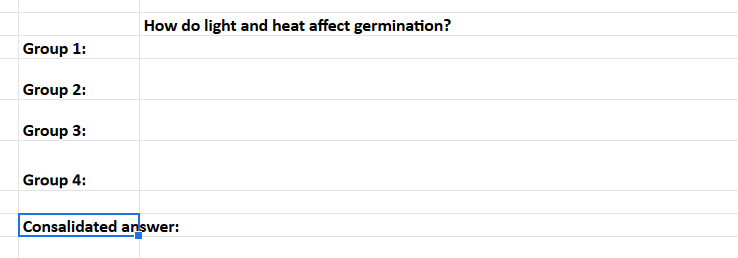 How do light and heat affect germination?
Group 1:
Group 2:
Group 3:
Group 4:
Consalidated answer: